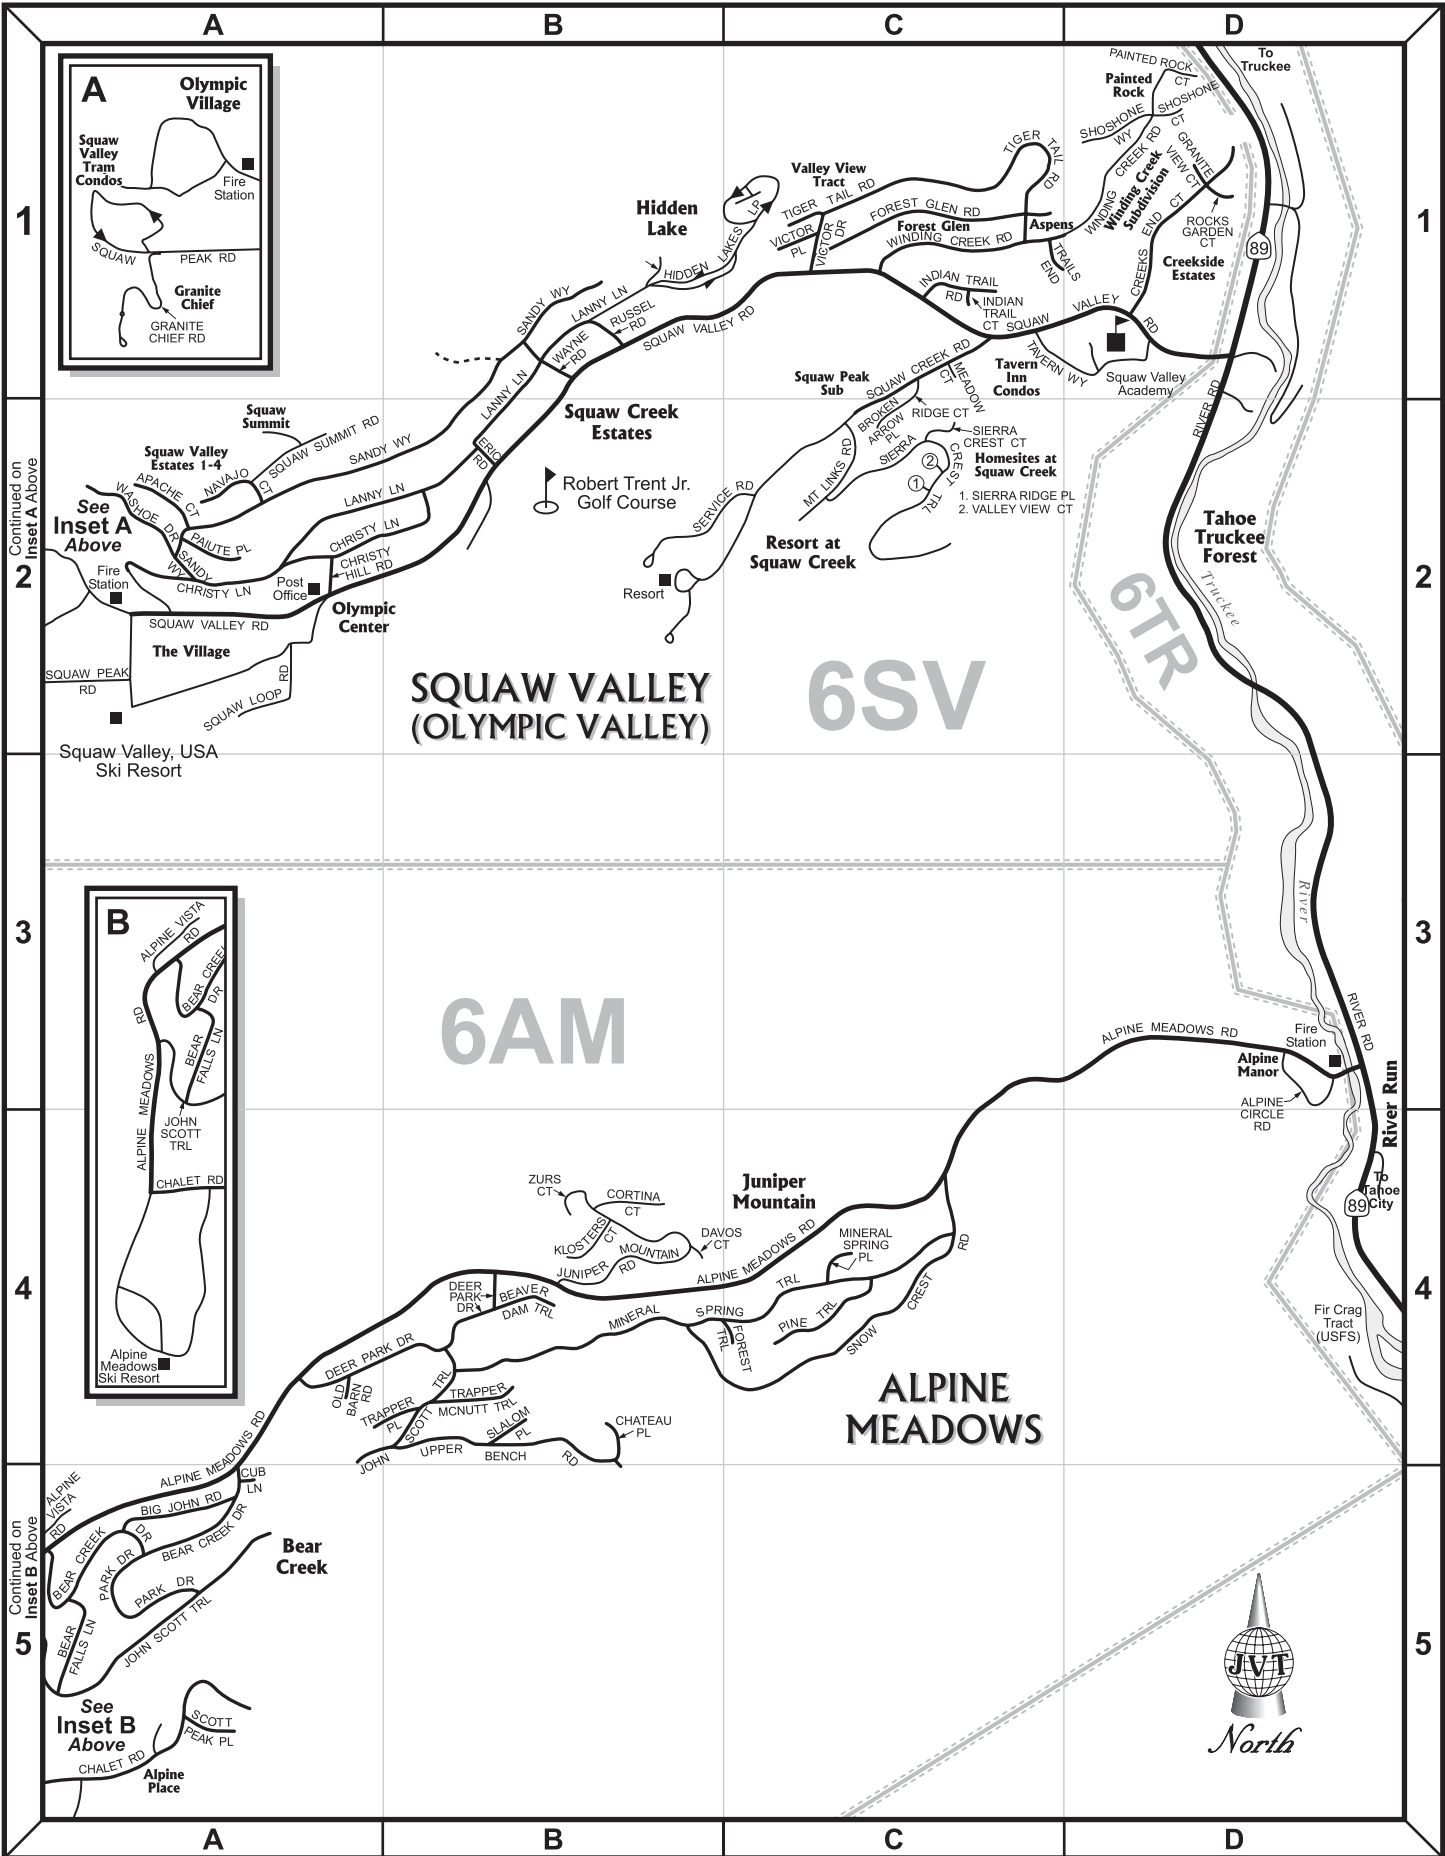 A
B
C
D
A
Olympic
Village
Squaw
Valley
Tram
Condos
Fire
Station
SQUAW
PEAK RD
Granite
Chief
GRANITE
CHIEF RD
1
1
To
Truckee
PAINTED ROCK
CT
Painted
Rock
SHOSHONE
WY
SHOSHONE
CT
WINDING CREEK RD
Winding Creek
Subdivision
GRANITE
VIEW CT
ROCKS
GARDEN
CT
CREEKS END CT
Creekside
Estates
89
TIGER TAIL RD
Valley View
Tract
TIGER TAIL RD
VICTOR
PL
VICTOR
DR
FOREST GLEN RD
Forest Glen
WINDING CREEK RD
Aspens
TRAILS
END
Hidden
Lake
HIDDEN LAKES LP
INDIAN TRAIL
RD
INDIAN
TRAIL
CT
SQUAW VALLEY RD
SANDY WY
LANNY LN
RUSSEL
RD
WAYNE
RD
SQUAW VALLEY RD
LANNY LN
Squaw Peak
Sub
SQUAW CREEK RD
MEADOW
CT
Tavern
Inn
Condos
TAVERN WY
Squaw Valley
Academy
RIVER RD
Squaw Creek
Estates
BROKEN
ARROW
PL
RIDGE CT
SIERRA
CREST CT
SIERRA CREST TRL
Homesites at
Squaw Creek
2
1
1. SIERRA RIDGE PL
2. VALLEY VIEW CT
MT LINKS RD
SERVICE RD
Resort at
Squaw Creek
Resort
Robert Trent Jr.
Golf Course
ERIC
RD
Squaw
Summit
SQUAW SUMMIT RD
SANDY WY
Squaw Valley
Estates 1-4
APACHE
CT
NAVAJO
CT
WASHOE DR
PAIUTE PL
SANDY
WY
LANNY LN
CHRISTY LN
CHRISTY
HILL RD
CHRISTY LN
See
Inset A
Above
Continued on
Inset A Above
2
2
Fire
Station
Post
Office
SQUAW VALLEY RD
Olympic
Center
The Village
SQUAW PEAK
RD
SQUAW LOOP RD
Squaw Valley, USA
Ski Resort
SQUAW VALLEY
(OLYMPIC VALLEY)
6SV
6TR
Tahoe
Truckee
Forest
Truckee
River
3
3
B
ALPINE VISTA
RD
BEAR CREEK
DR
BEAR
FALLS LN
ALPINE MEADOWS RD
JOHN
SCOTT
TRL
CHALET RD
Alpine
Meadows
Ski Resort
6AM
ALPINE MEADOWS RD
Fire
Station
RIVER RD
Alpine
Manor
ALPINE
CIRCLE
RD
River Run
To
Tahoe
City
89
4
4
ZURS
CT
CORTINA
CT
KLOSTERS
CT
DAVOS
CT
JUNIPER MOUNTAIN
RD
Juniper
Mountain
ALPINE MEADOWS RD
MINERAL
SPRING
PL
DEER
PARK
DR
BEAVER
DAM TRL
MINERAL SPRING TRL
FOREST
TRL
PINE TRL
SNOW CREST RD
DEER PARK DR
OLD
BARN
RD
TRAPPER
PL
TRAPPER
MCNUTT TRL
JOHN SCOTT TRL
SLALOM
PL
UPPER BENCH RD
CHATEAU
PL
ALPINE
MEADOWS
Fir Crag
Tract
(USFS)
ALPINE MEADOWS RD
CUB
LN
ALPINE
VISTA
RD
BIG JOHN RD
DR
BEAR CREEK
BEAR CREEK DR
PARK DR
PARK DR
JOHN SCOTT TRL
BEAR
FALLS LN
Bear
Creek
Continued on
Inset B Above
5
5
See
Inset B
Above
SCOTT
PEAK PL
CHALET RD
Alpine
Place
JVT
North
A
B
C
D